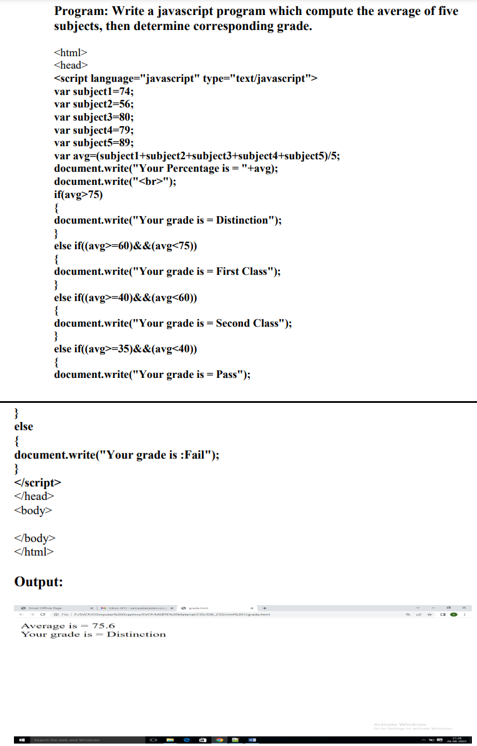 Program: Write a javascript program which compute the average of five
subjects, then determine corresponding grade.
<html>
<head>
<script language="javascript" type="text/javascript">
var subject1=74;
var subject2=56;
var subject3=80;
var subject4=79;
var subject5=89;
var avg=(subject1+subject2+subject3+subject4+subject5)/5;
document.write("Your Percentage is = "+avg);
document.write("<br>");
if(avg>75)
{
document.write("Your grade is = Distinction");
}
else if((avg>=60)&&(avg<75))
{
document.write("Your grade is = First Class");
}
else if((avg>=40)&&(avg<60))
{
document.write("Your grade is = Second Class");
}
else if((avg>=35)&&(avg<40))
{
document.write("Your grade is = Pass");
}
else
{
document.write("Your grade is :Fail");
}
</script>
</head>
<body>
</body>
</html>
Output:
Average is = 75.6
Your grade is = Distinction
Activate Windows